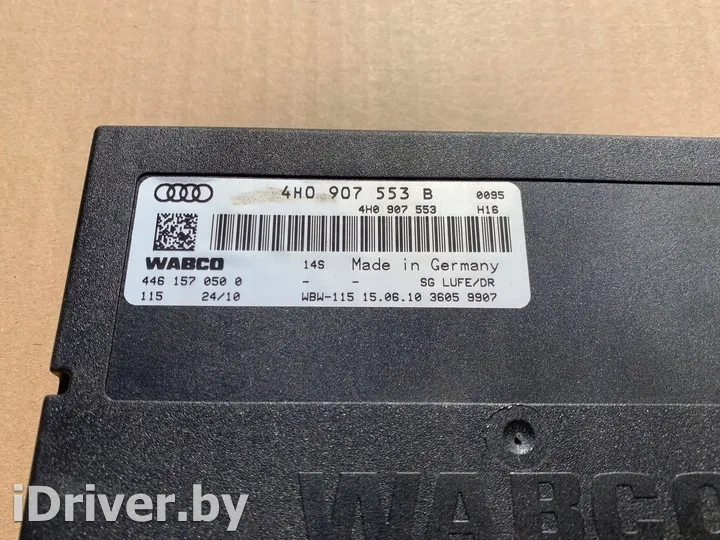 4H0 907 553 B 0095
4H0 907 553 H16
WABCO 14S Made in Germany
446 157 050 0 - - SG LUFE/DR
115 24/10 WBW-115 15.06.10 3605 9907
WABCO
iDriver.by